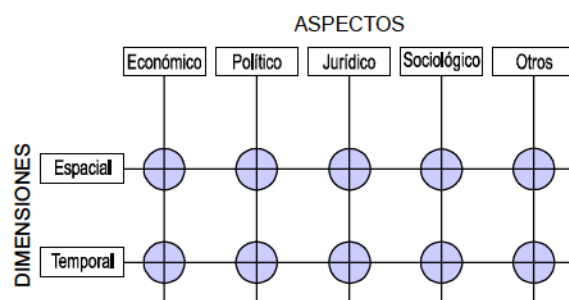 ASPECTOS
Económico Político Jurídico Sociológico Otros
DIMENSIONES
Espacial
Temporal